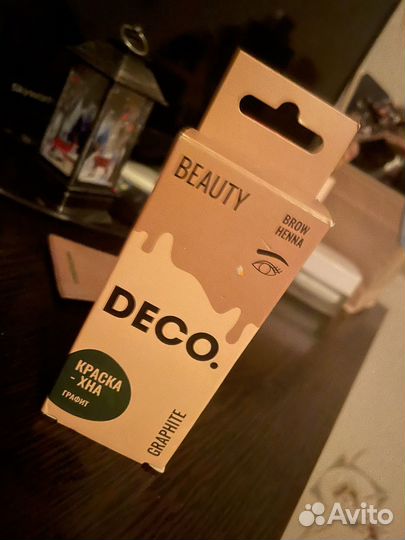 BEAUTY
BROW
HENNA
DECO.
КРАСКА
- ХНА
ГРАФИТ
GRAPHITE
Avito